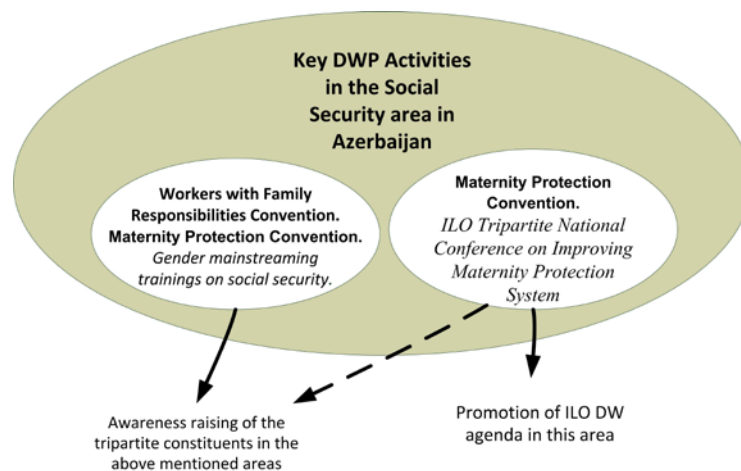 Key DWP Activities
in the Social
Security area in
Azerbaijan
Workers with Family
Responsibilities Convention.
Maternity Protection Convention.
Gender mainstreaming
trainings on social security.
Maternity Protection
Convention.
ILO Tripartite National
Conference on Improving
Maternity Protection
System
Awareness raising of the
tripartite constituents in the
above mentioned areas
Promotion of ILO DW
agenda in this area